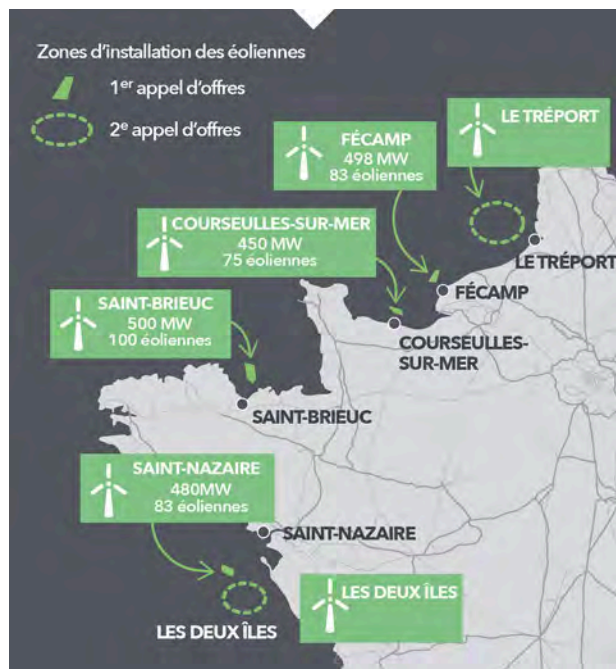 Zones d'installation des éoliennes
1er appel d'offres
2e appel d'offres
LE TRÉPORT
FÉCAMP
498 MW
83 éoliennes
COURSEULLES-SUR-MER
450 MW
75 éoliennes
LE TRÉPORT
FÉCAMP
SAINT-BRIEUC
500 MW
100 éoliennes
COURSEULLES-
SUR-MER
SAINT-BRIEUC
SAINT-NAZAIRE
480MW
83 éoliennes
SAINT-NAZAIRE
LES DEUX ÎLES
LES DEUX ÎLES